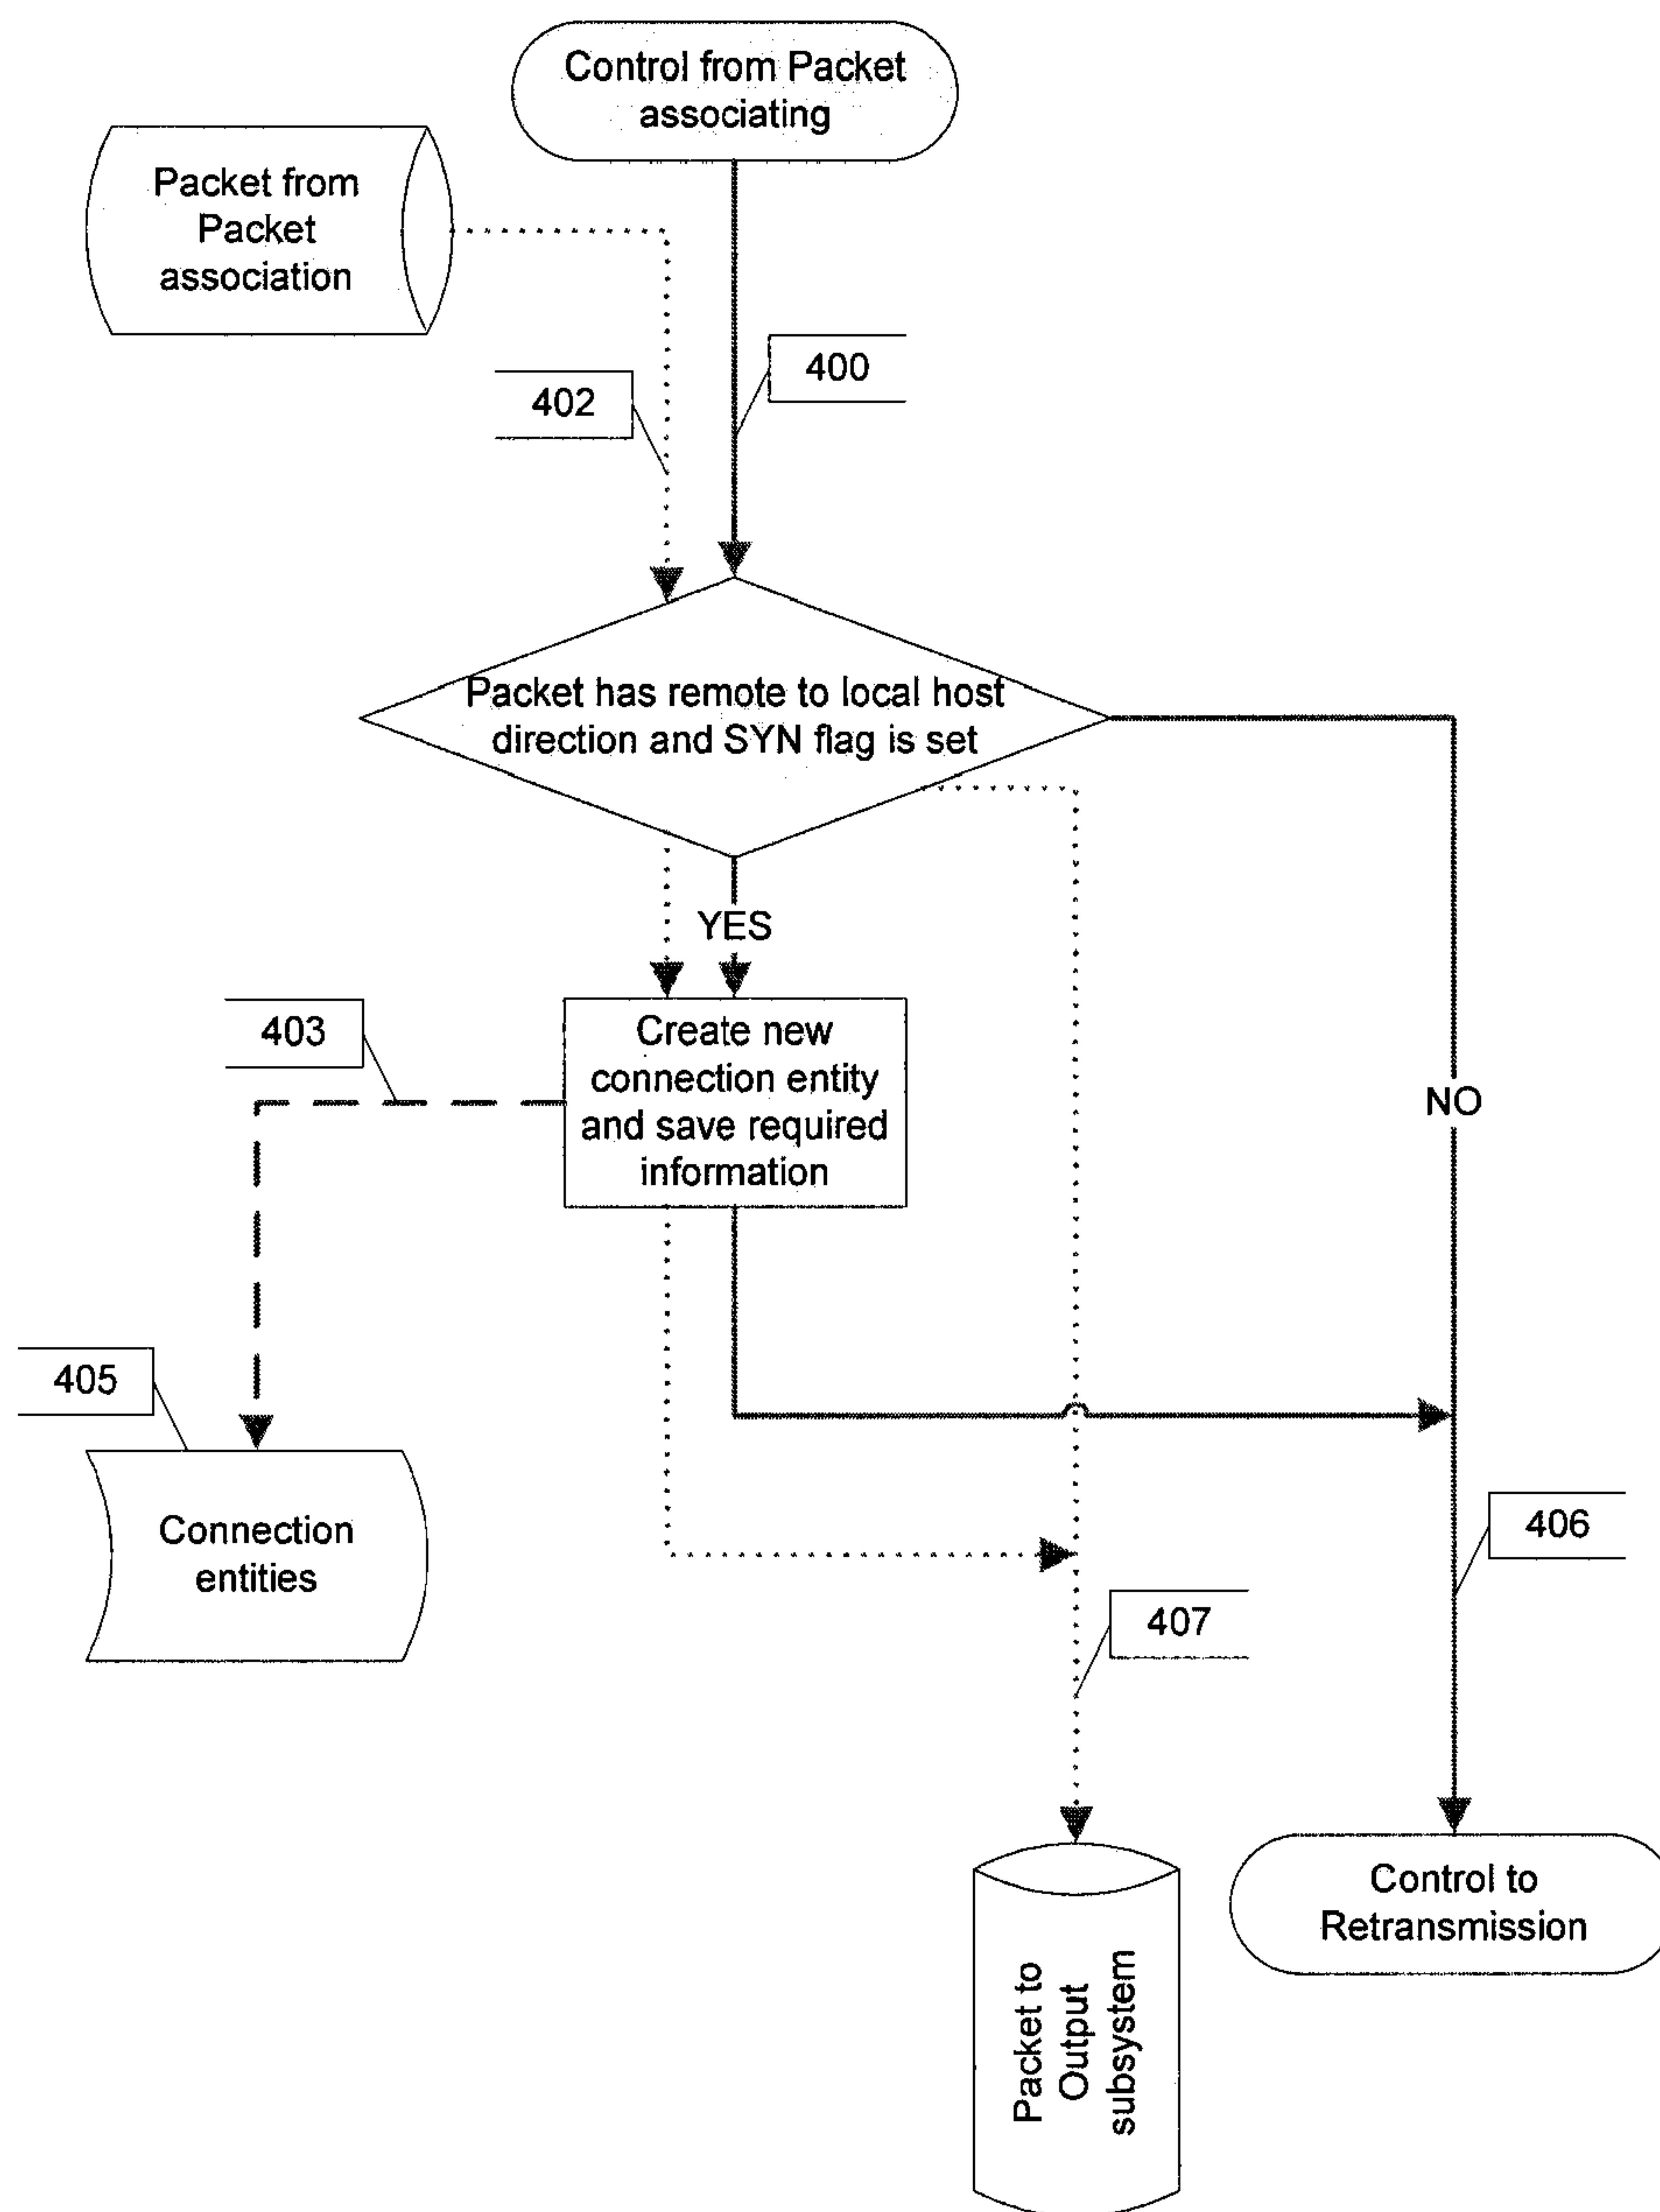 Control from Packet
associating
Packet from
Packet
association
400
402
Packet has remote to local host
direction and SYN flag is set
YES
403
Create new
connection entity
and save required
information
NO
405
Connection
entities
406
407
Control to
Retransmission
Packet to
Output
subsystem